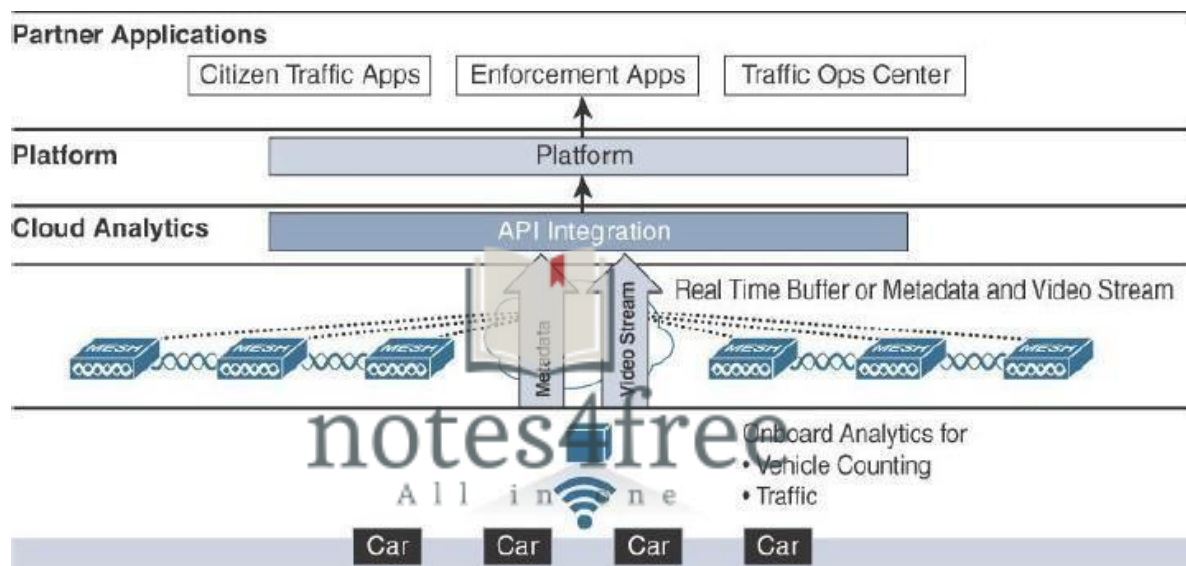 Partner Applications
Citizen Traffic Apps
Enforcement Apps
Traffic Ops Center
Platform
Platform
Cloud Analytics
API Integration
Real Time Buffer or Metadata and Video Stream
MESH
MESH
MESH
Metadata
Video Stream
MESH
MESH
MESH
notes4free
All in one
Onboard Analytics for
• Vehicle Counting
• Traffic
Car
Car
Car
Car